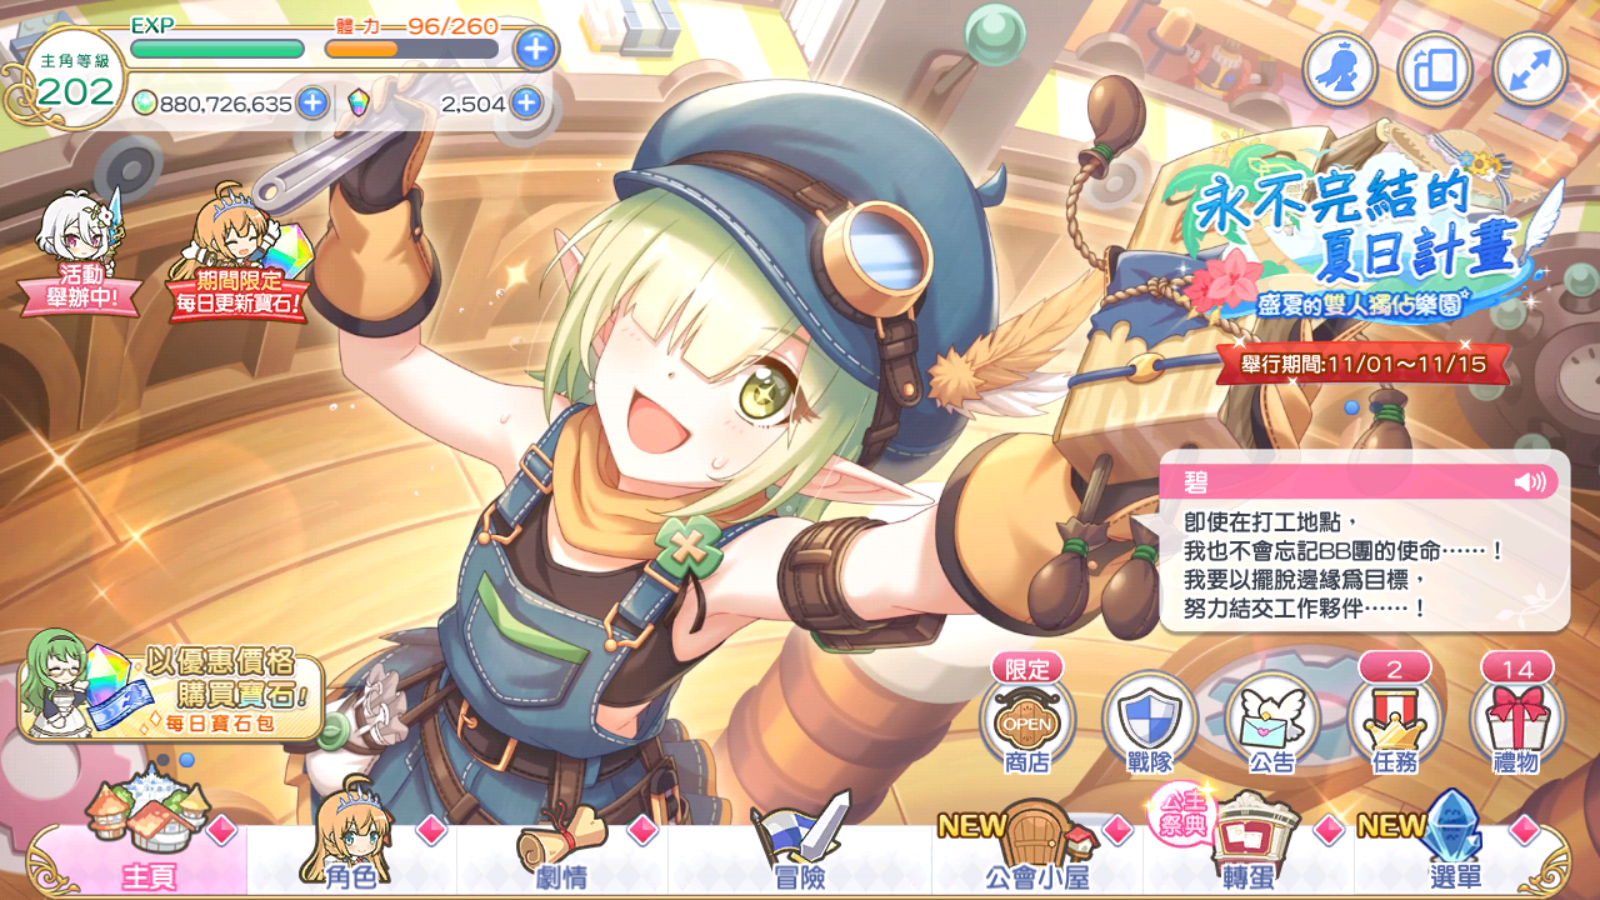 EXP
體力 96/260
主角等級
202
880,726,635
2,504
永不完結的
夏日計畫
盛夏的雙人獨佔樂園
舉行期間:11/01～11/15
活動
舉辦中!
期間限定
每日更新寶石!
碧
即使在打工地點，
我也不會忘記BB團的使命……！
我要以擺脫邊緣為目標，
努力結交工作夥伴……！
以優惠價格
購買寶石!
每日寶石包
限定
OPEN
商店
戰隊
公告
2
任務
14
禮物
主頁
角色
劇情
冒險
NEW
公會小屋
公主
祭典
轉蛋
NEW
選單